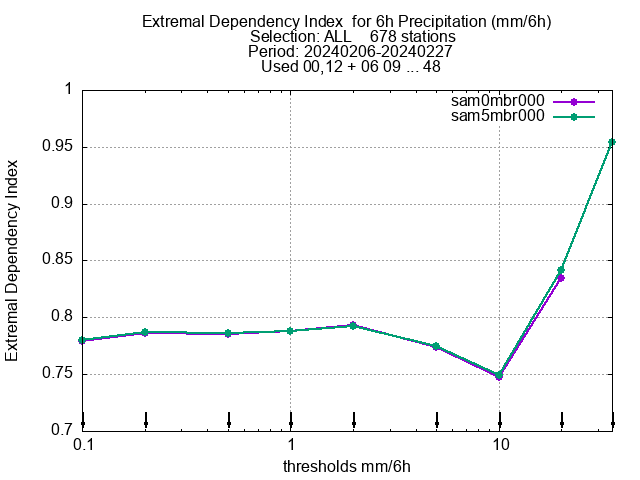 Extremal Dependency Index  for 6h Precipitation (mm/6h)
Selection: ALL    678 stations
Period: 20240206-20240227
Used 00,12 + 06 09 ... 48
sam0mbr000
sam5mbr000
1
0.95
0.9
0.85
0.8
0.75
0.7
Extremal Dependency Index
0.1
1
10
thresholds mm/6h